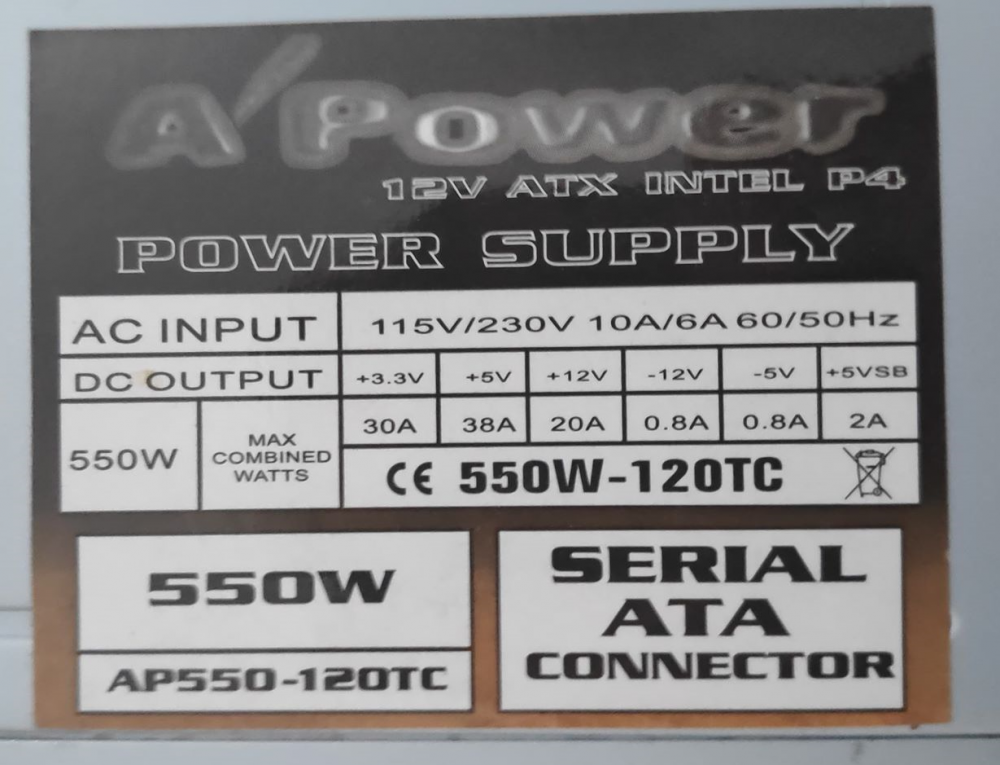 A'Power
12V ATX INTEL P4
POWER SUPPLY
AC INPUT 115V/230V 10A/6A 60/50Hz
DC OUTPUT +3.3V +5V +12V -12V -5V +5VSB
550W MAX COMBINED WATTS 30A 38A 20A 0.8A 0.8A 2A
CE 550W-120TC
550W
AP550-120TC
SERIAL
ATA
CONNECTOR